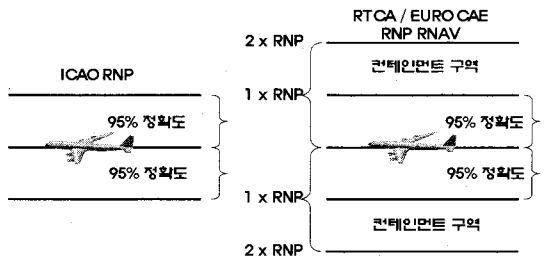 RTCA / EUROCAE
RNP RNAV
2 x RNP
컨테인먼트 구역
ICAO RNP
1 x RNP
95% 정확도
95% 정확도
95% 정확도
95% 정확도
1 x RNP
컨테인먼트 구역
2 x RNP